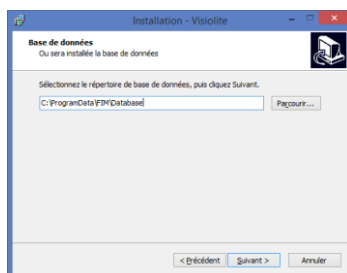 Installation - Visiolite
Base de données
Ou sera installée la base de données
Sélectionnez le répertoire de base de données, puis cliquez Suivant.
C:\ProgramData\FIM\Database
Parcourir...
< Précédent
Suivant >
Annuler